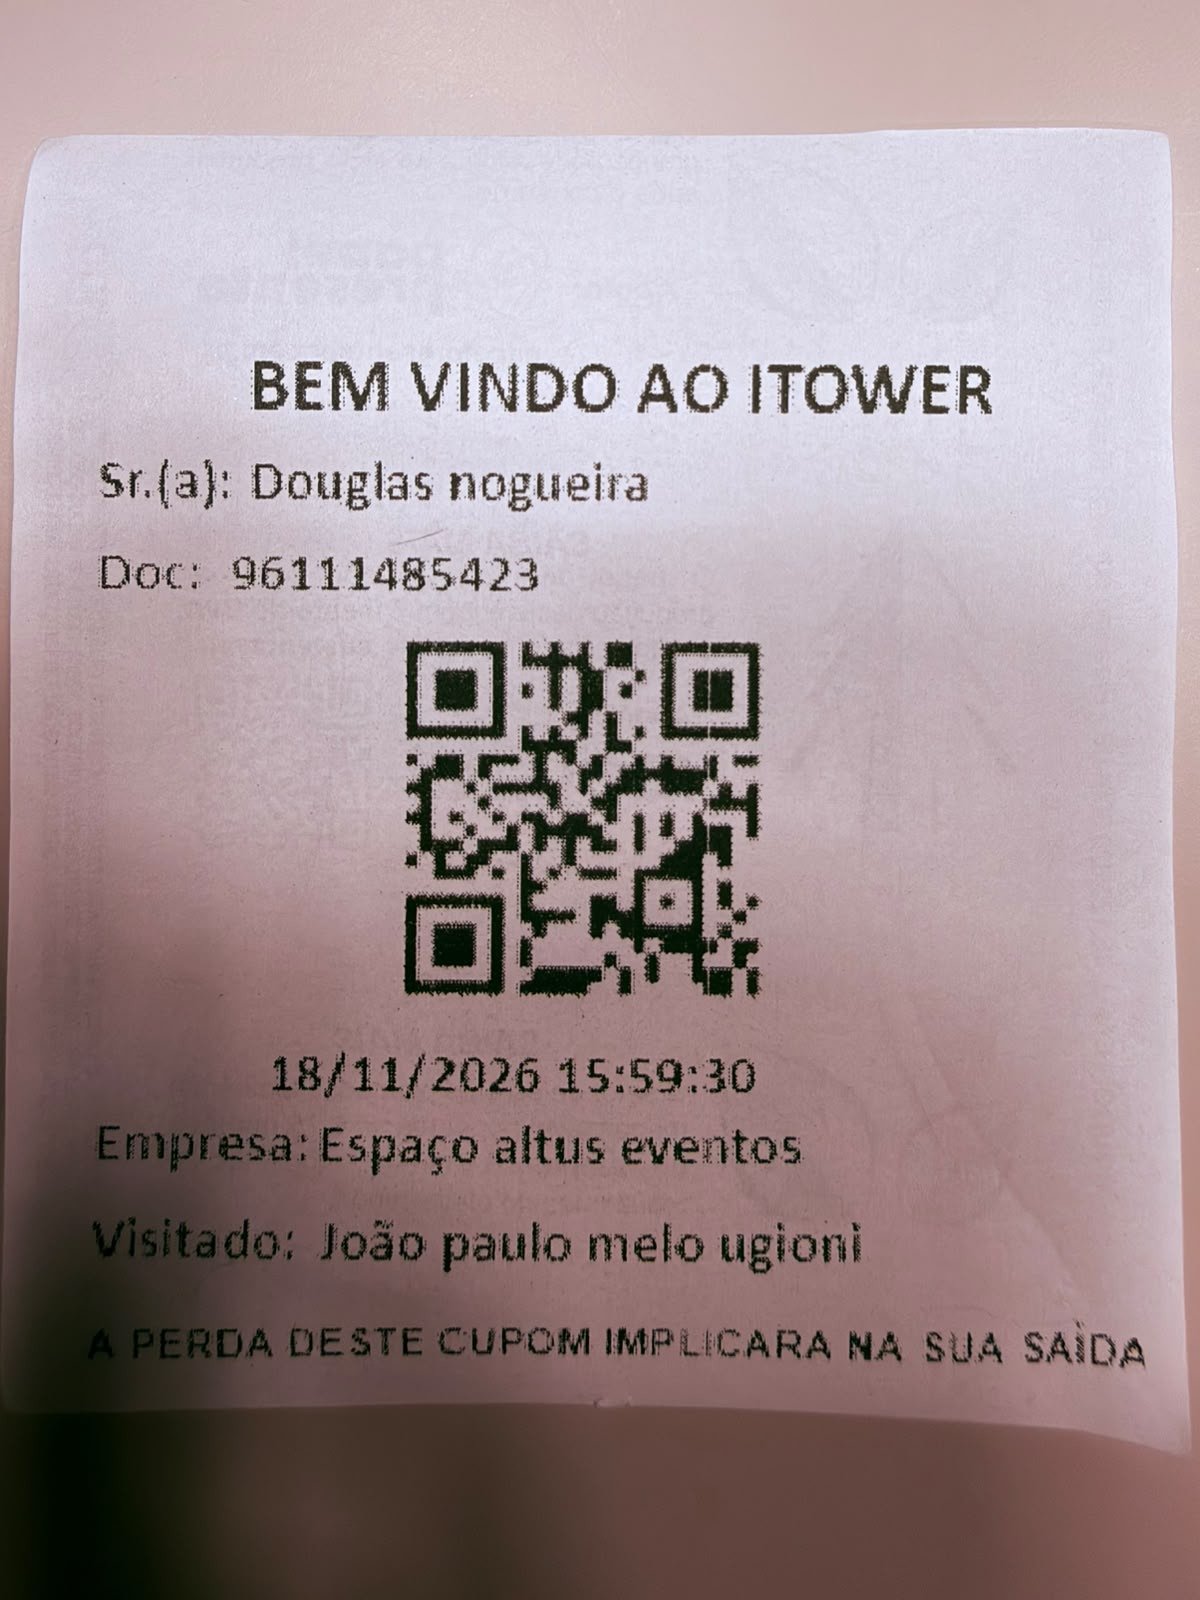 BEM VINDO AO ITOWER
Sr.(a): Douglas nogueira
Doc: 96111485423
18/11/2026 15:59:30
Empresa: Espaço altus eventos
Visitado: João paulo melo ugioni
A PERDA DESTE CUPOM IMPLICARA NA SUA SAÍDA